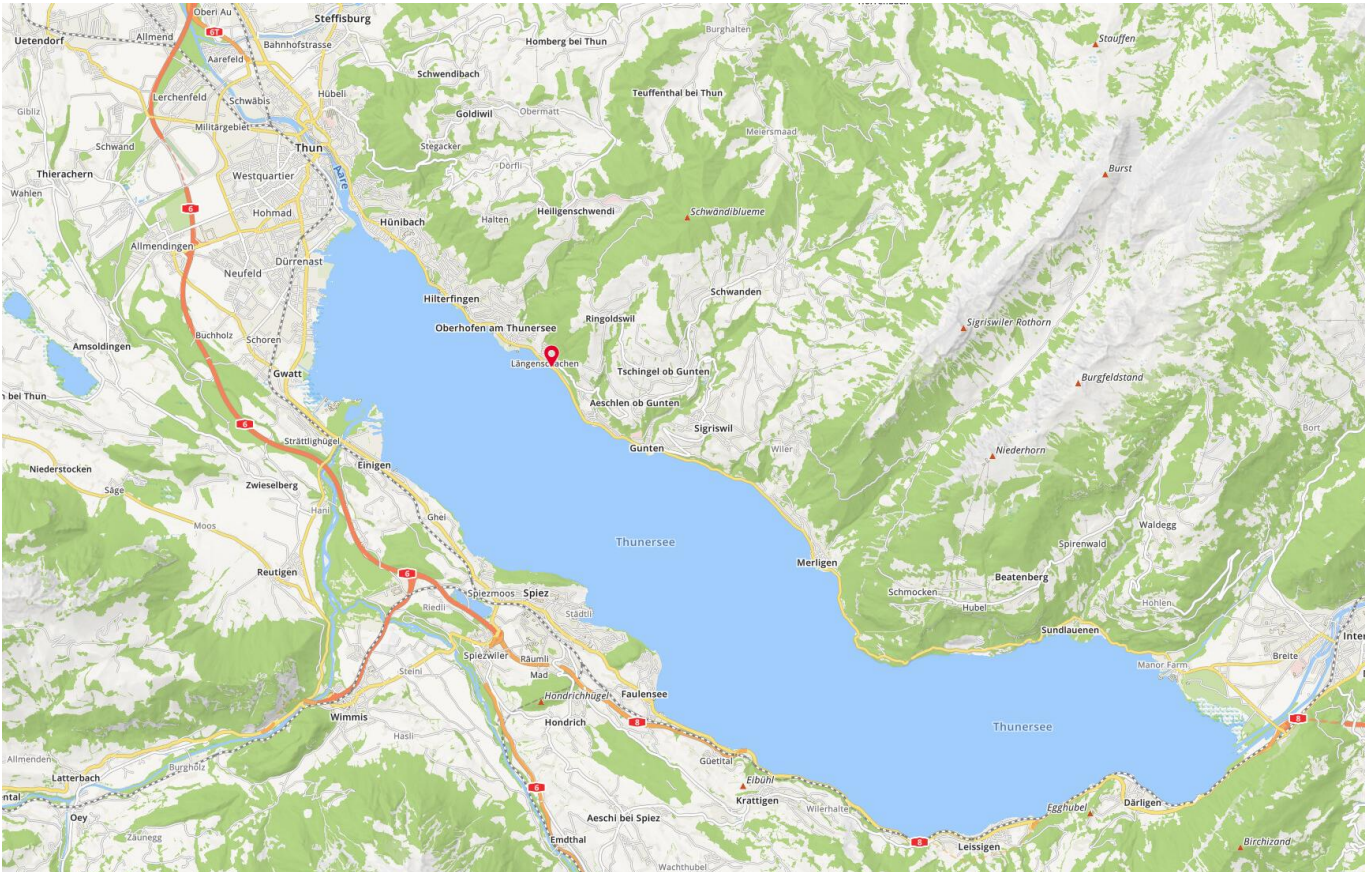 Oberi Au
Steffisburg
Uetendorf
Allmend
6T
Bahnhofstrasse
Homberg bei Thun
Burghalten
Stauffen
Aarefeld
Schwendibach
Lerchenfeld
Schwäbis
Hübeli
Teuffenthal bei Thun
Gibliz
Goldiwil
Obermatt
Militärgebiet
Meiersmaad
Schwand
Thun
Stegacker
Dörfli
Burst
Thierachern
Westquartier
Aare
Wahlen
6
Hohmad
Hünibach
Halten
Heiligenschwendi
Schwändiblueme
Allmendingen
Dürrenast
Neufeld
Schwanden
Hilterfingen
Ringoldswil
Sigriswiler Rothorn
Oberhofen am Thunersee
Buchholz
Schoren
Amsoldingen
Längenschachen
Tschingel ob Gunten
Gwatt
Burgfeldstand
n bei Thun
Aeschlen ob Gunten
6
Sigriswil
Bort
Strättlighügel
Gunten
Wiler
Niederhorn
Einigen
Niederstocken
Zwieselberg
Säge
Hani
Ghei
Moos
Waldegg
Thunersee
Spirenwald
Merligen
Reutigen
6
Beatenberg
Spiezmoos
Spiez
Schmocken
Riedli
Städtli
Hubel
Höhlen
Sundlauenen
Inter
Spiezwiler
Räumli
Breite
Steini
Mad
Manor Farm
Hondrichhügel
Faulensee
Wimmis
Hondrich
8
Thunersee
8
Hasli
Allmenden
Güetital
Burgholz
Latterbach
Eibühl
6
ntal
Krattigen
Wilerhalte
Egghubel
Därligen
Oey
Aeschi bei Spiez
Zäunegg
Emdthal
8
Leissigen
Birchizand
Wachthubel